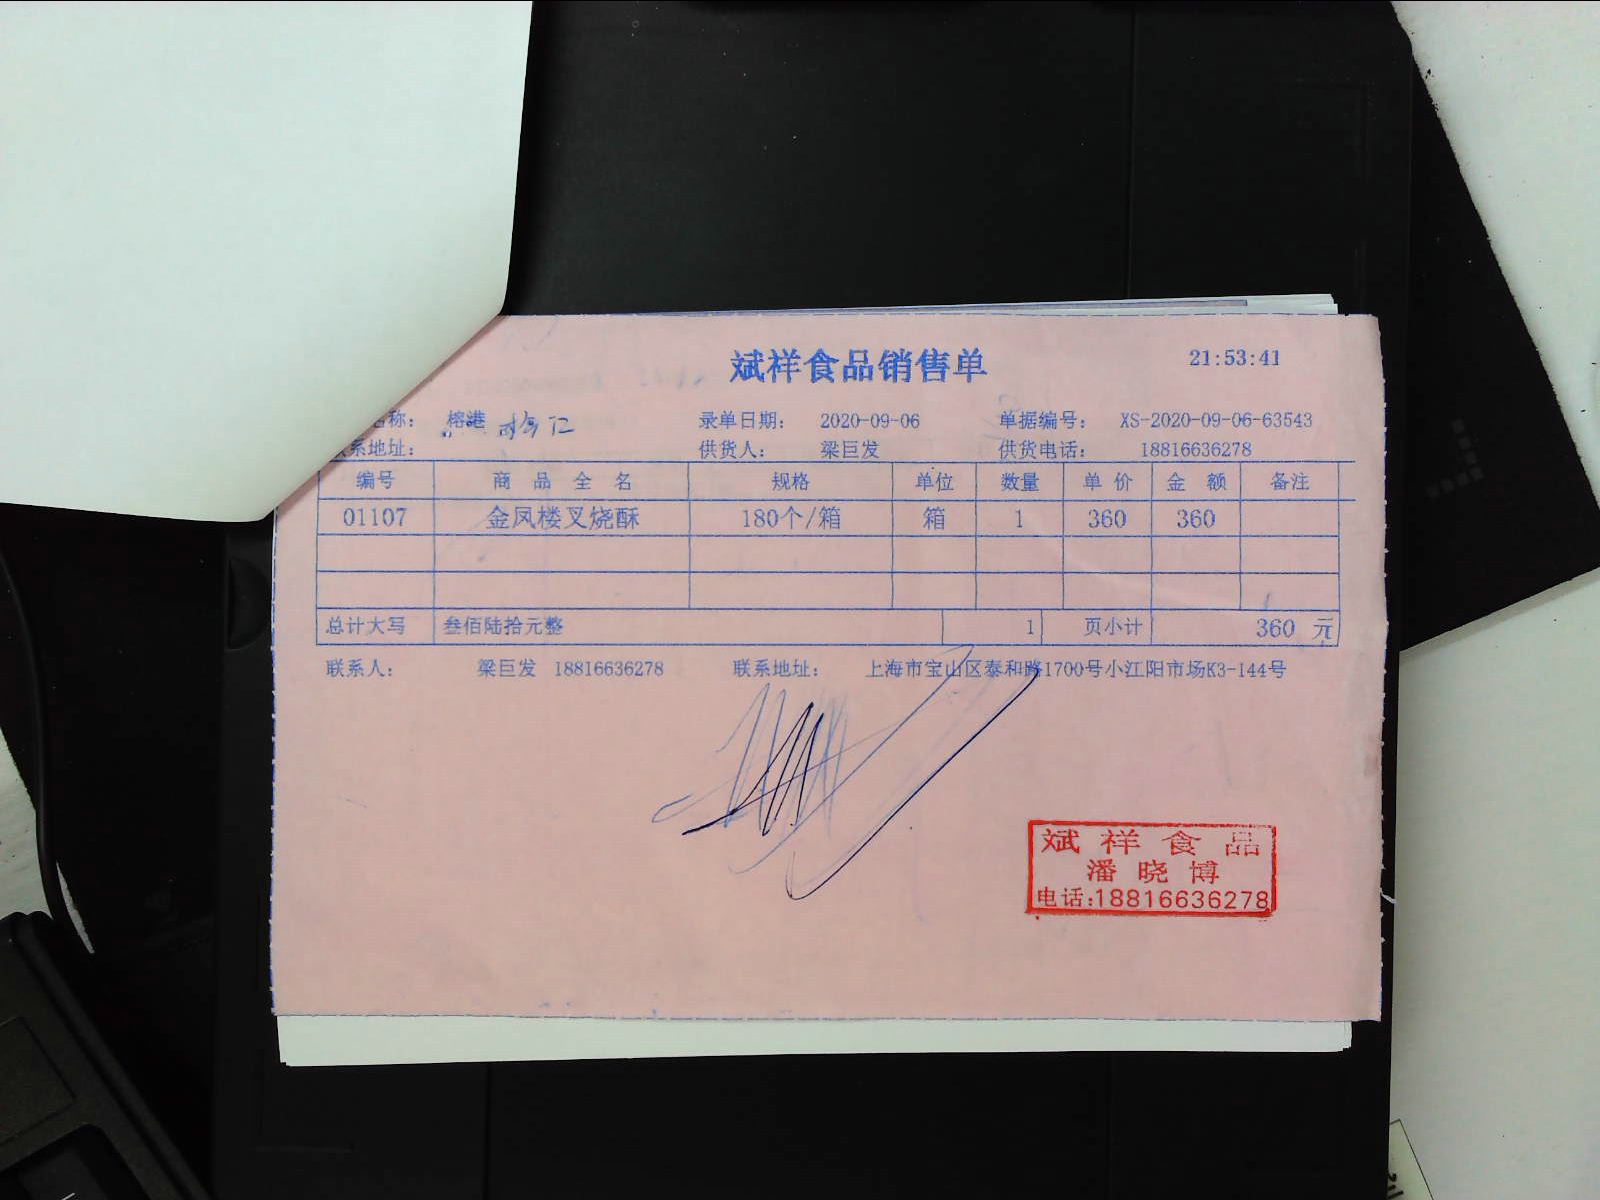 斌祥食品销售单 21:53:41
称： 榕港 录单日期： 2020-09-06 单据编号： XS-2020-09-06-63543
系地址： 供货人： 梁巨发 供货电话： 18816636278
编号 商品全名 规格 单位 数量 单价 金额 备注
01107 金凤楼叉烧酥 180个/箱 箱 1 360 360
总计大写 叁佰陆拾元整 1 页小计 360 元
联系人： 梁巨发 18816636278 联系地址： 上海市宝山区泰和路1700号小江阳市场K3-144号
斌祥食品
潘晓博
电话:18816636278